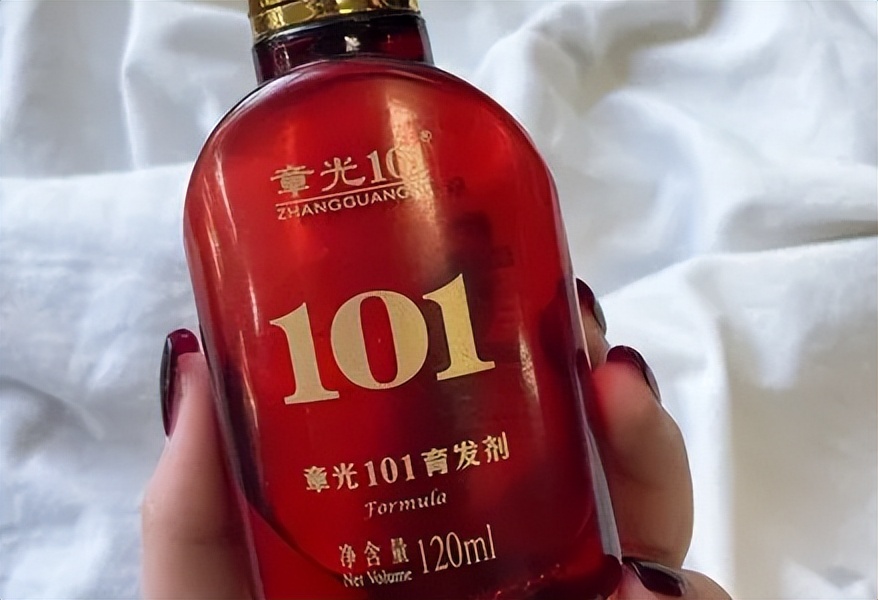 章光101®
ZHANGGUANG101
101
章光101育发剂
Formula
净含量 120ml
Net Volume